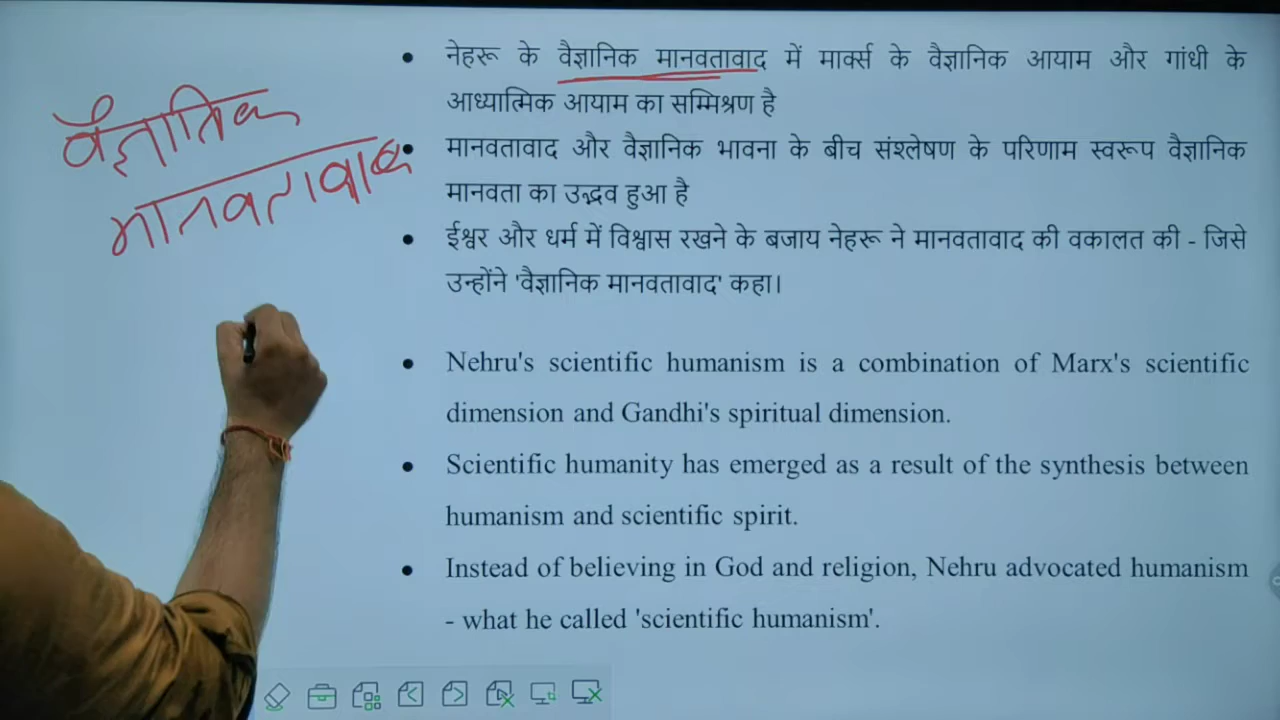 वैज्ञानिक
मानवतावाद
नेहरू के वैज्ञानिक मानवतावाद में मार्क्स के वैज्ञानिक आयाम और गांधी के
आध्यात्मिक आयाम का सम्मिश्रण है
मानवतावाद और वैज्ञानिक भावना के बीच संश्लेषण के परिणाम स्वरूप वैज्ञानिक
मानवता का उद्भव हुआ है
ईश्वर और धर्म में विश्वास रखने के बजाय नेहरू ने मानवतावाद की वकालत की - जिसे
उन्होंने 'वैज्ञानिक मानवतावाद' कहा।
Nehru's scientific humanism is a combination of Marx's scientific
dimension and Gandhi's spiritual dimension.
Scientific humanity has emerged as a result of the synthesis between
humanism and scientific spirit.
Instead of believing in God and religion, Nehru advocated humanism
- what he called 'scientific humanism'.